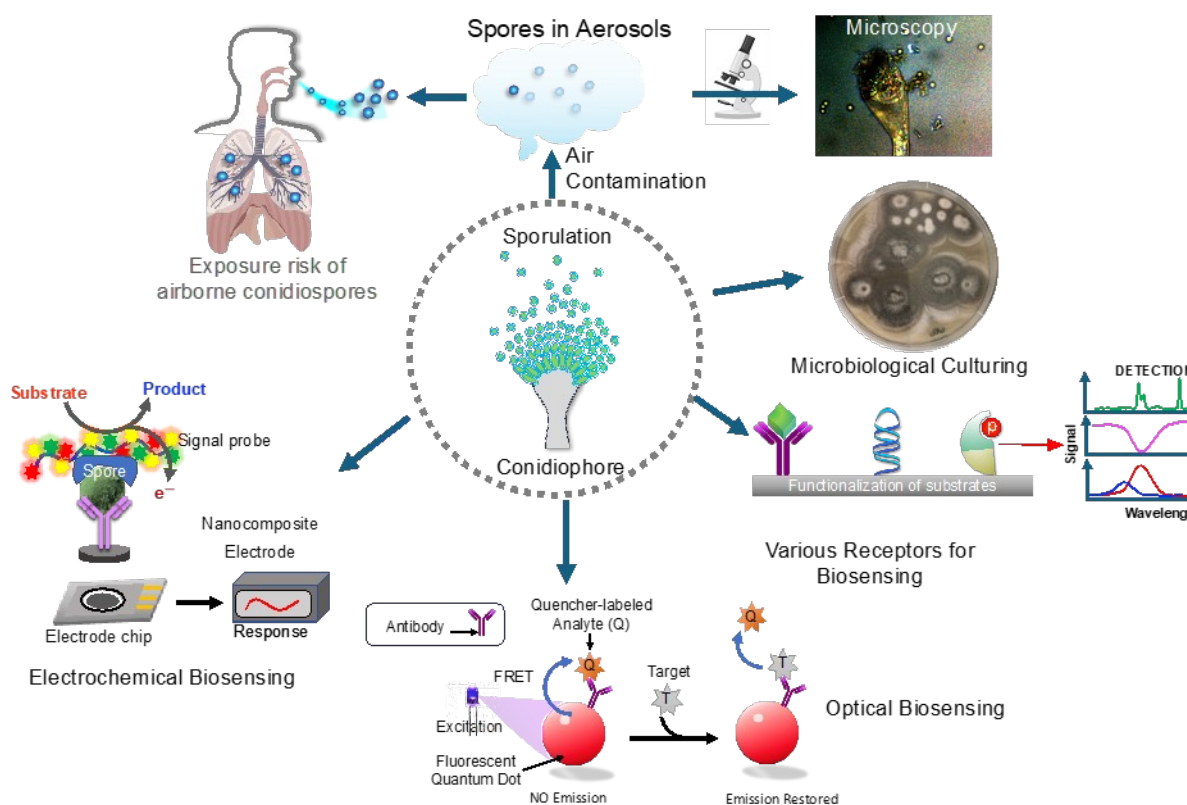 Spores in Aerosols
Microscopy
Air
Contamination
Exposure risk of
airborne conidiospores
Sporulation
Conidiophore
Microbiological Culturing
Substrate
Product
Signal probe
Spore
e⁻
Nanocomposite
Electrode
Electrode chip
Response
Electrochemical Biosensing
p
Functionalization of substrates
DETECTION
Signal
Waveleng
Various Receptors for
Biosensing
Antibody
Quencher-labeled
Analyte (Q)
FRET
Q
Excitation
Fluorescent
Quantum Dot
NO Emission
Target
T
Q
T
Emission Restored
Optical Biosensing